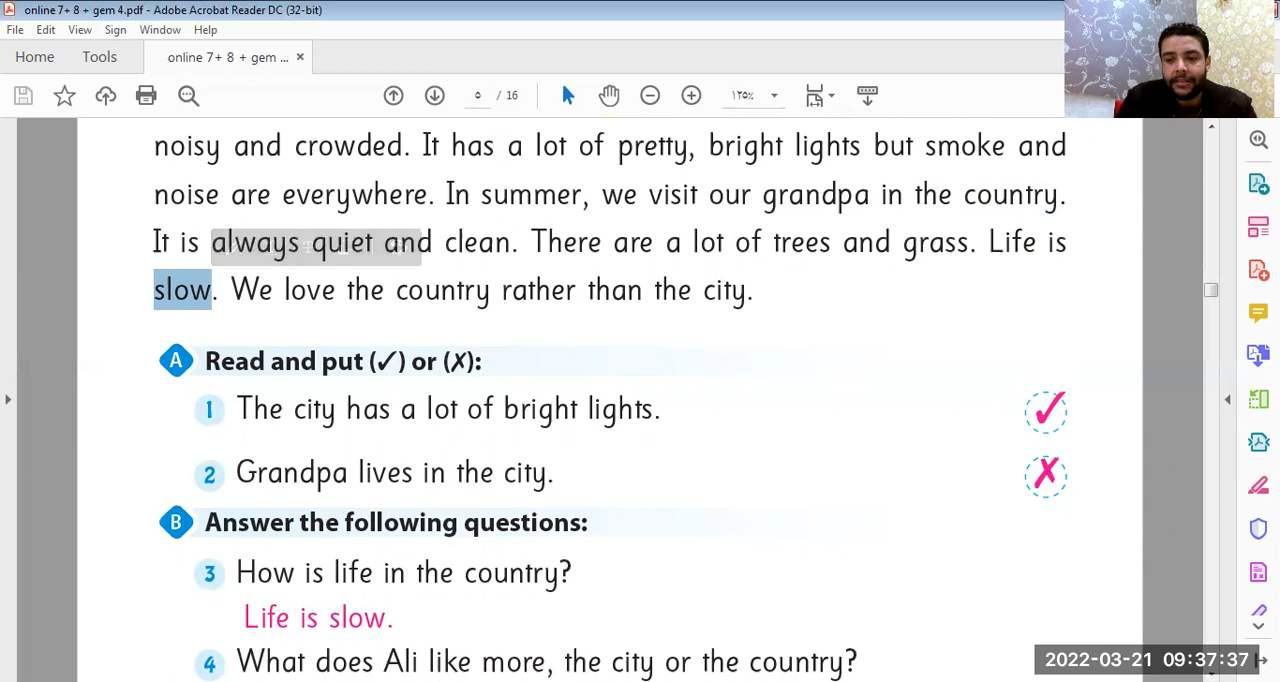 online 7+ 8 + gem 4.pdf - Adobe Acrobat Reader DC (32-bit)
File Edit View Sign Window Help
Home Tools online 7+ 8 + gem ... ×
٥ / 16 ١٢٥%
noisy and crowded. It has a lot of pretty, bright lights but smoke and
noise are everywhere. In summer, we visit our grandpa in the country.
It is always quiet and clean. There are a lot of trees and grass. Life is
slow. We love the country rather than the city.
A Read and put (✓) or (✗):
1 The city has a lot of bright lights. ✓
2 Grandpa lives in the city. ✗
B Answer the following questions:
3 How is life in the country?
Life is slow.
4 What does Ali like more, the city or the country?
2022-03-21 09:37:37